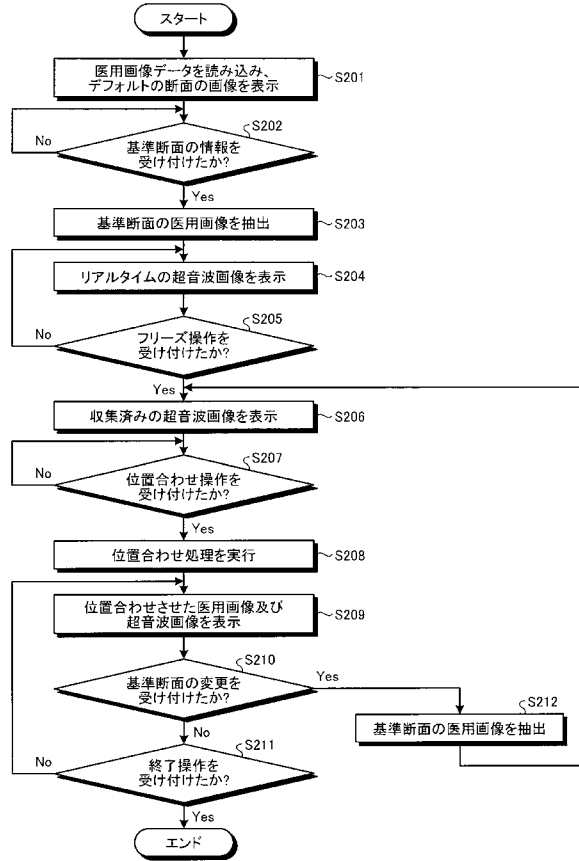 スタート
医用画像データを読み込み、
デフォルトの断面の画像を表示
S201
S202
No
基準断面の情報を
受け付けたか?
Yes
基準断面の医用画像を抽出
S203
リアルタイムの超音波画像を表示
S204
S205
No
フリーズ操作を
受け付けたか?
Yes
収集済みの超音波画像を表示
S206
S207
No
位置合わせ操作を
受け付けたか?
Yes
位置合わせ処理を実行
S208
位置合わせさせた医用画像及び
超音波画像を表示
S209
S210
Yes
基準断面の変更を
受け付けたか?
S212
基準断面の医用画像を抽出
No
S211
No
終了操作を
受け付けたか?
Yes
エンド